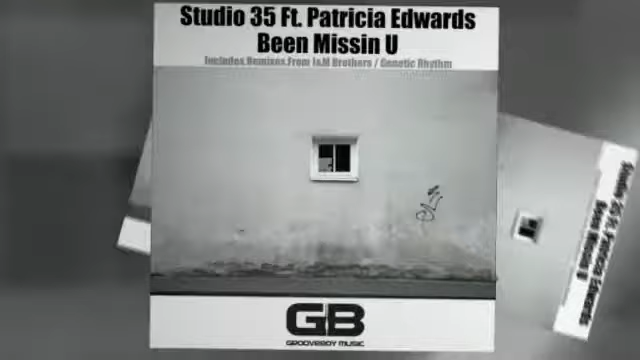 Studio 35 Ft. Patricia Edwards
Been Missin U
Includes Remixes From J&M Brothers / Genetic Rhythm
GB
GROOVEBOY MUSIC
Studio 35 Ft. Patricia Edwards
Been Missin U